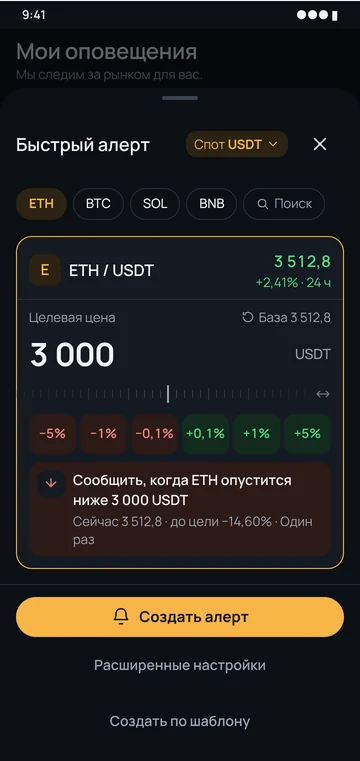 9:41
Мои оповещения
Мы следим за рынком для вас.
Быстрый алерт
Спот USDT
ETH
BTC
SOL
BNB
Поиск
E
ETH / USDT
3 512,8
+2,41% · 24 ч
Целевая цена
База 3 512,8
3 000
USDT
−5%
−1%
−0,1%
+0,1%
+1%
+5%
Сообщить, когда ETH опустится
ниже 3 000 USDT
Сейчас 3 512,8 · до цели −14,60% · Один
раз
Создать алерт
Расширенные настройки
Создать по шаблону